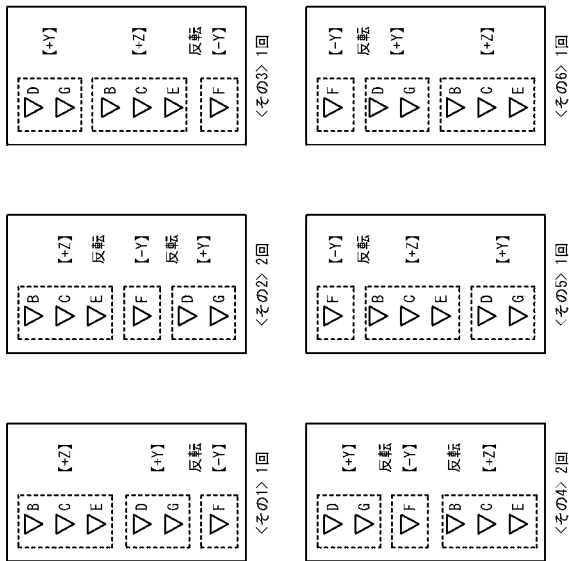 B
C 【+Z】
E
D
【+Y】
G
反転
F 【-Y】
<その1> 1回
B
C 【+Z】
E 反転
F 【-Y】
反転
D
【+Y】
G
<その2> 2回
D
【+Y】
G
B
C 【+Z】
E
反転
F 【-Y】
<その3> 1回
D
【+Y】
G
反転
F 【-Y】
反転
B
C 【+Z】
E
<その4> 2回
F 【-Y】
反転
B
C 【+Z】
E
D
【+Y】
G
<その5> 1回
F 【-Y】
反転
D
【+Y】
G
B
C 【+Z】
E
<その6> 1回